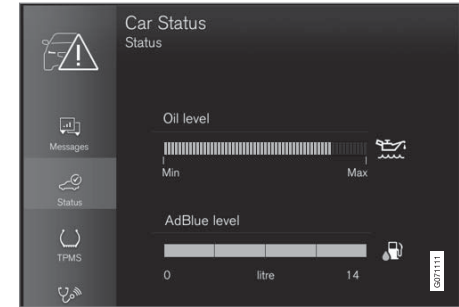 Car Status
Status
Messages
Status
TPMS
Oil level
Min Max
AdBlue level
0 litre 14
G071111